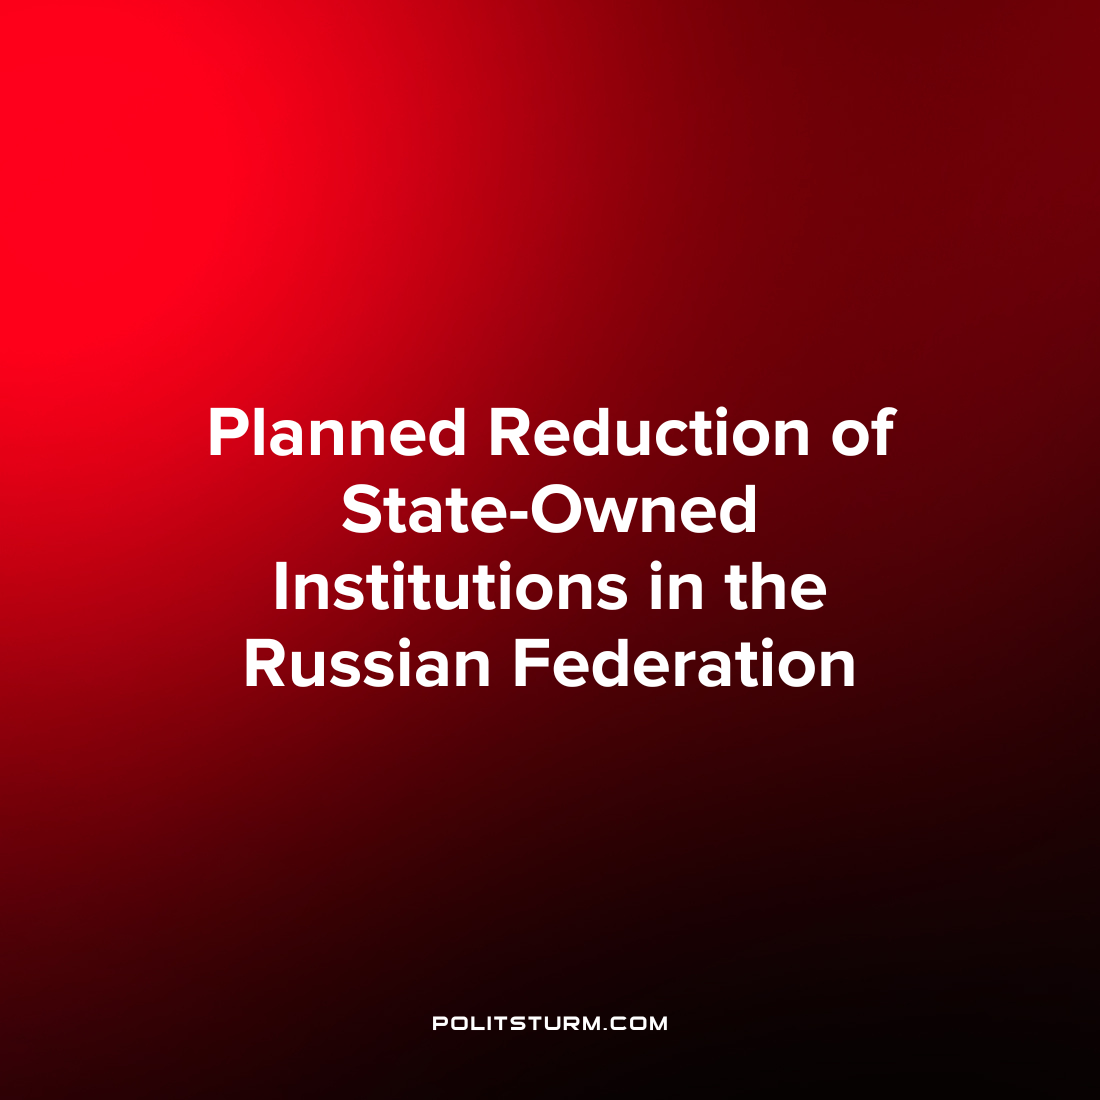 Planned Reduction of
State-Owned
Institutions in the
Russian Federation
POLITSTURM.COM